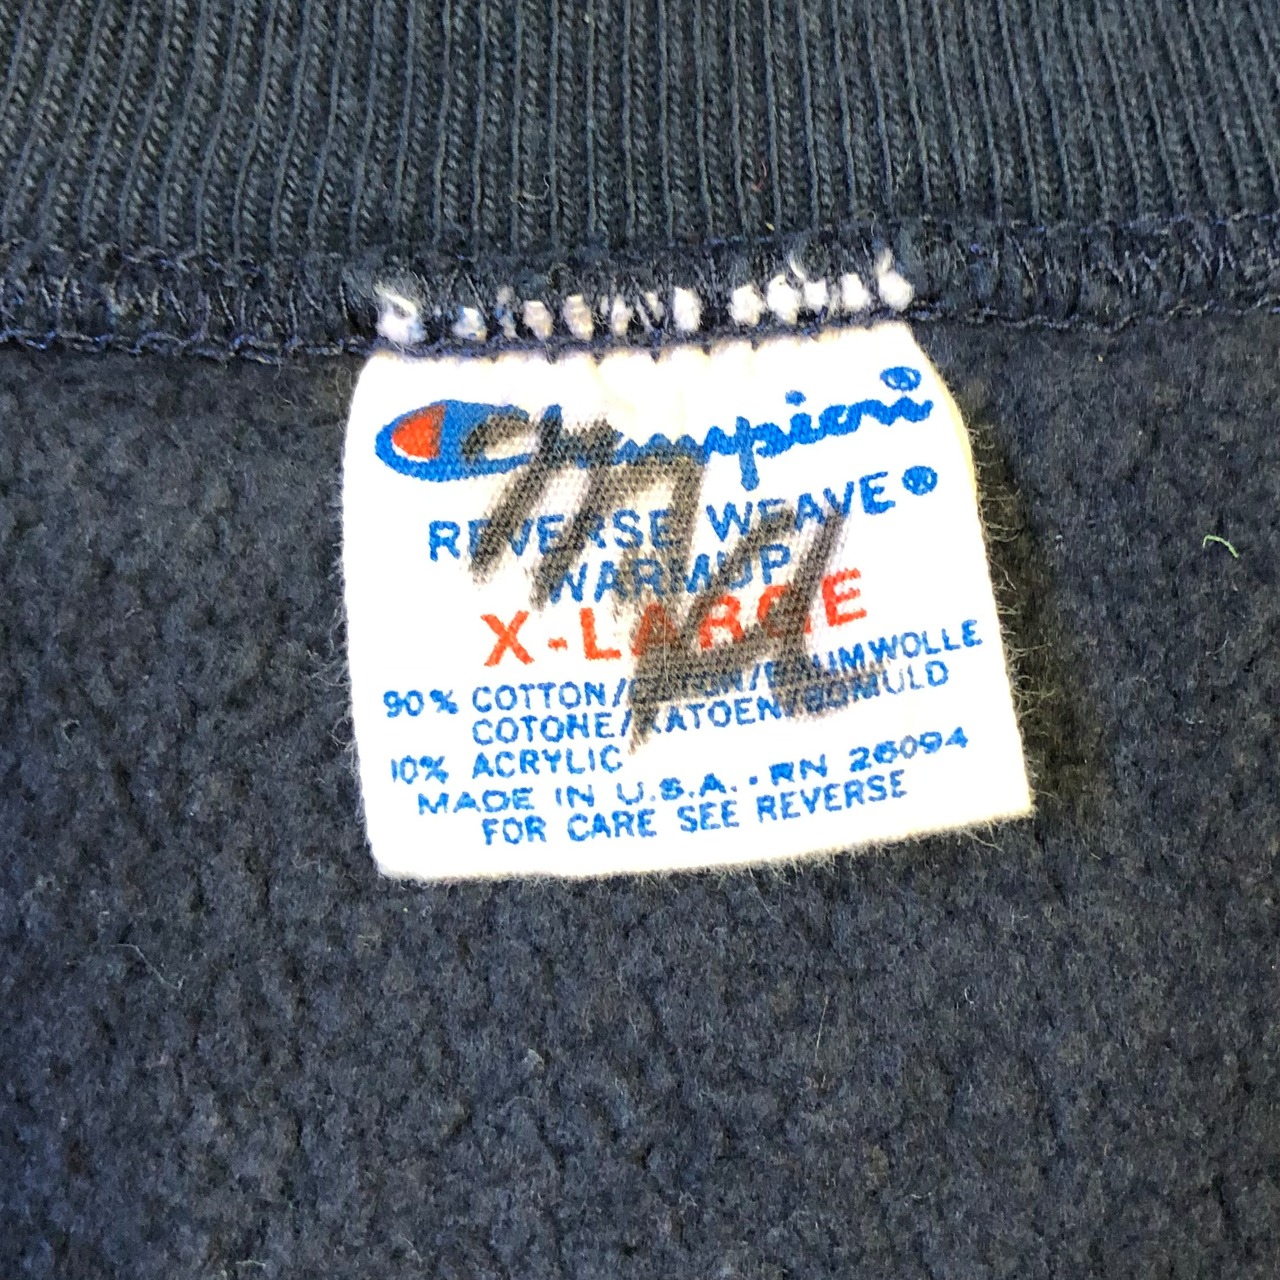 Champion®
REVERSE WEAVE®
WARMUP
X-LARGE
90% COTTON/COTON/BAUMWOLLE
COTONE/KATOEN/BOMULD
10% ACRYLIC
MADE IN U.S.A. · RN 26094
FOR CARE SEE REVERSE